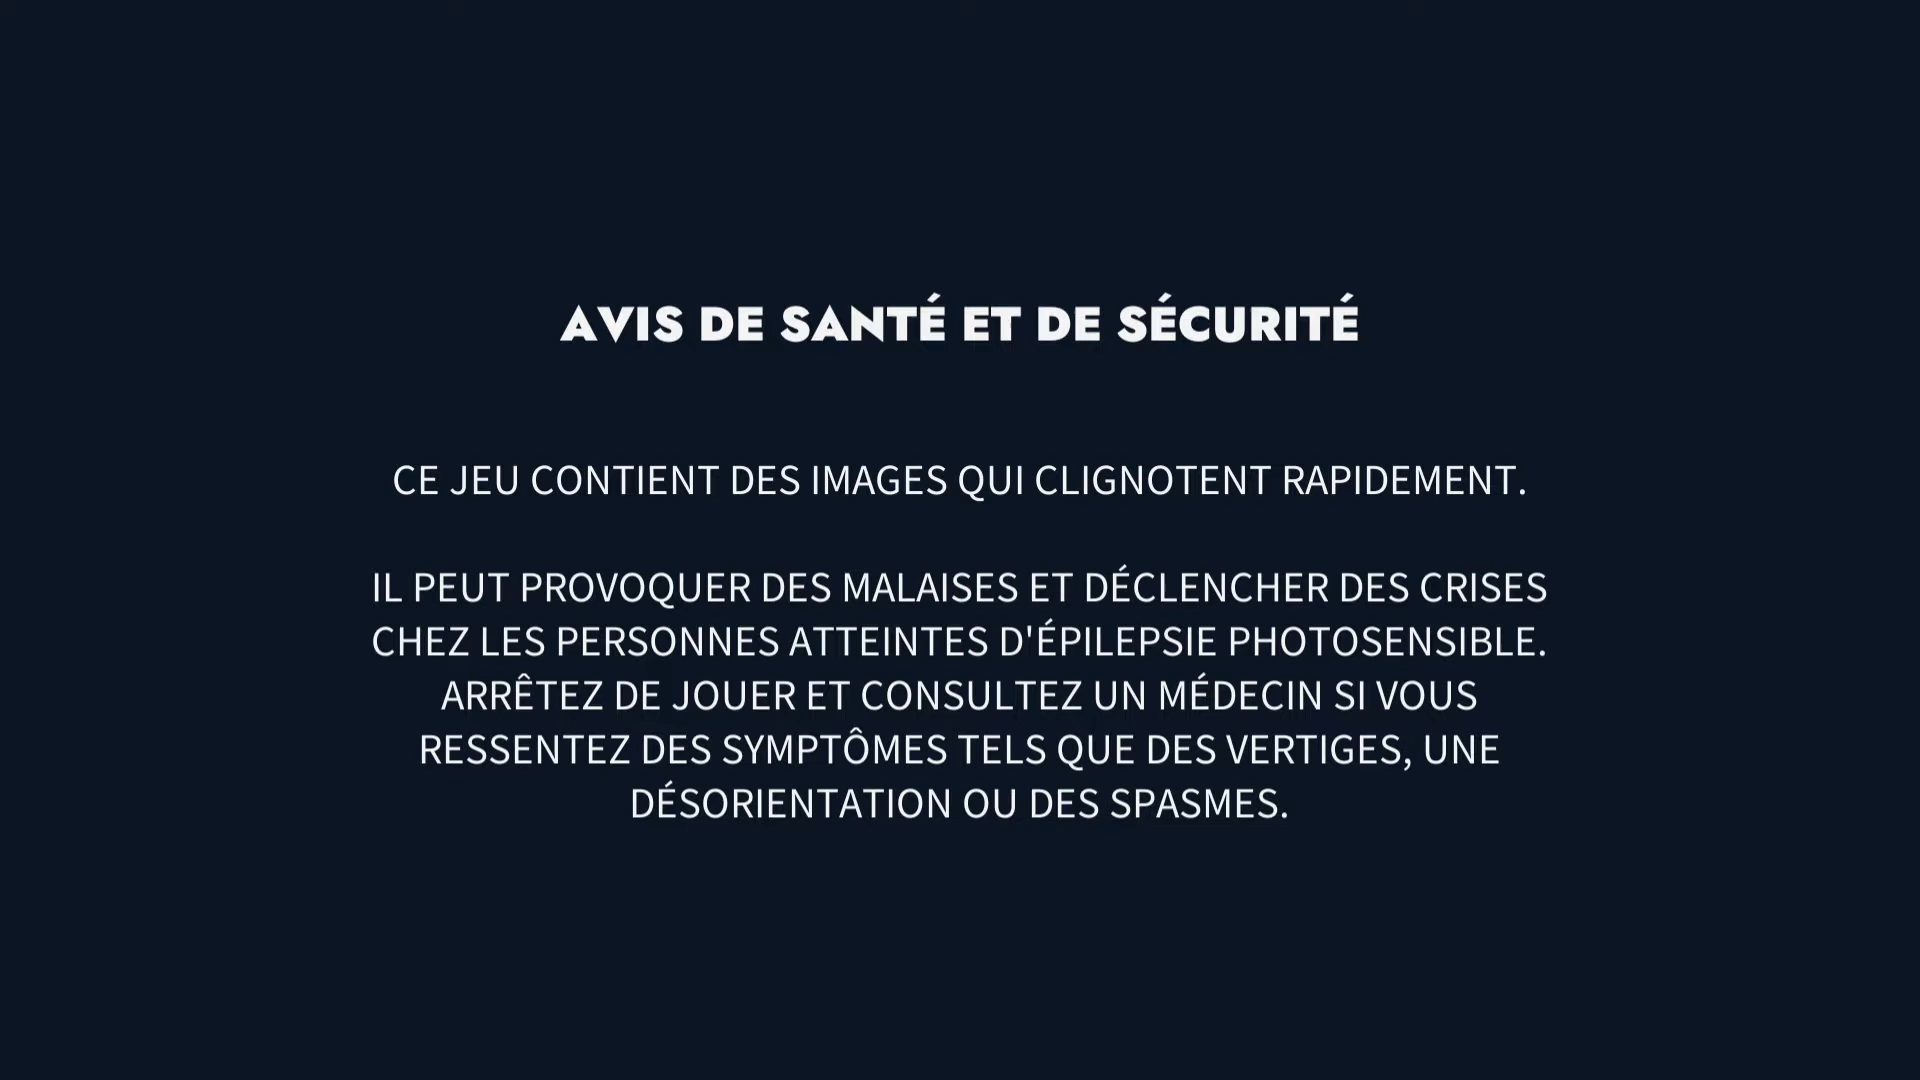 AVIS DE SANTÉ ET DE SÉCURITÉ
CE JEU CONTIENT DES IMAGES QUI CLIGNOTENT RAPIDEMENT.
IL PEUT PROVOQUER DES MALAISES ET DÉCLENCHER DES CRISES
CHEZ LES PERSONNES ATTEINTES D'ÉPILEPSIE PHOTOSENSIBLE.
ARRÊTEZ DE JOUER ET CONSULTEZ UN MÉDECIN SI VOUS
RESSENTEZ DES SYMPTÔMES TELS QUE DES VERTIGES, UNE
DÉSORIENTATION OU DES SPASMES.